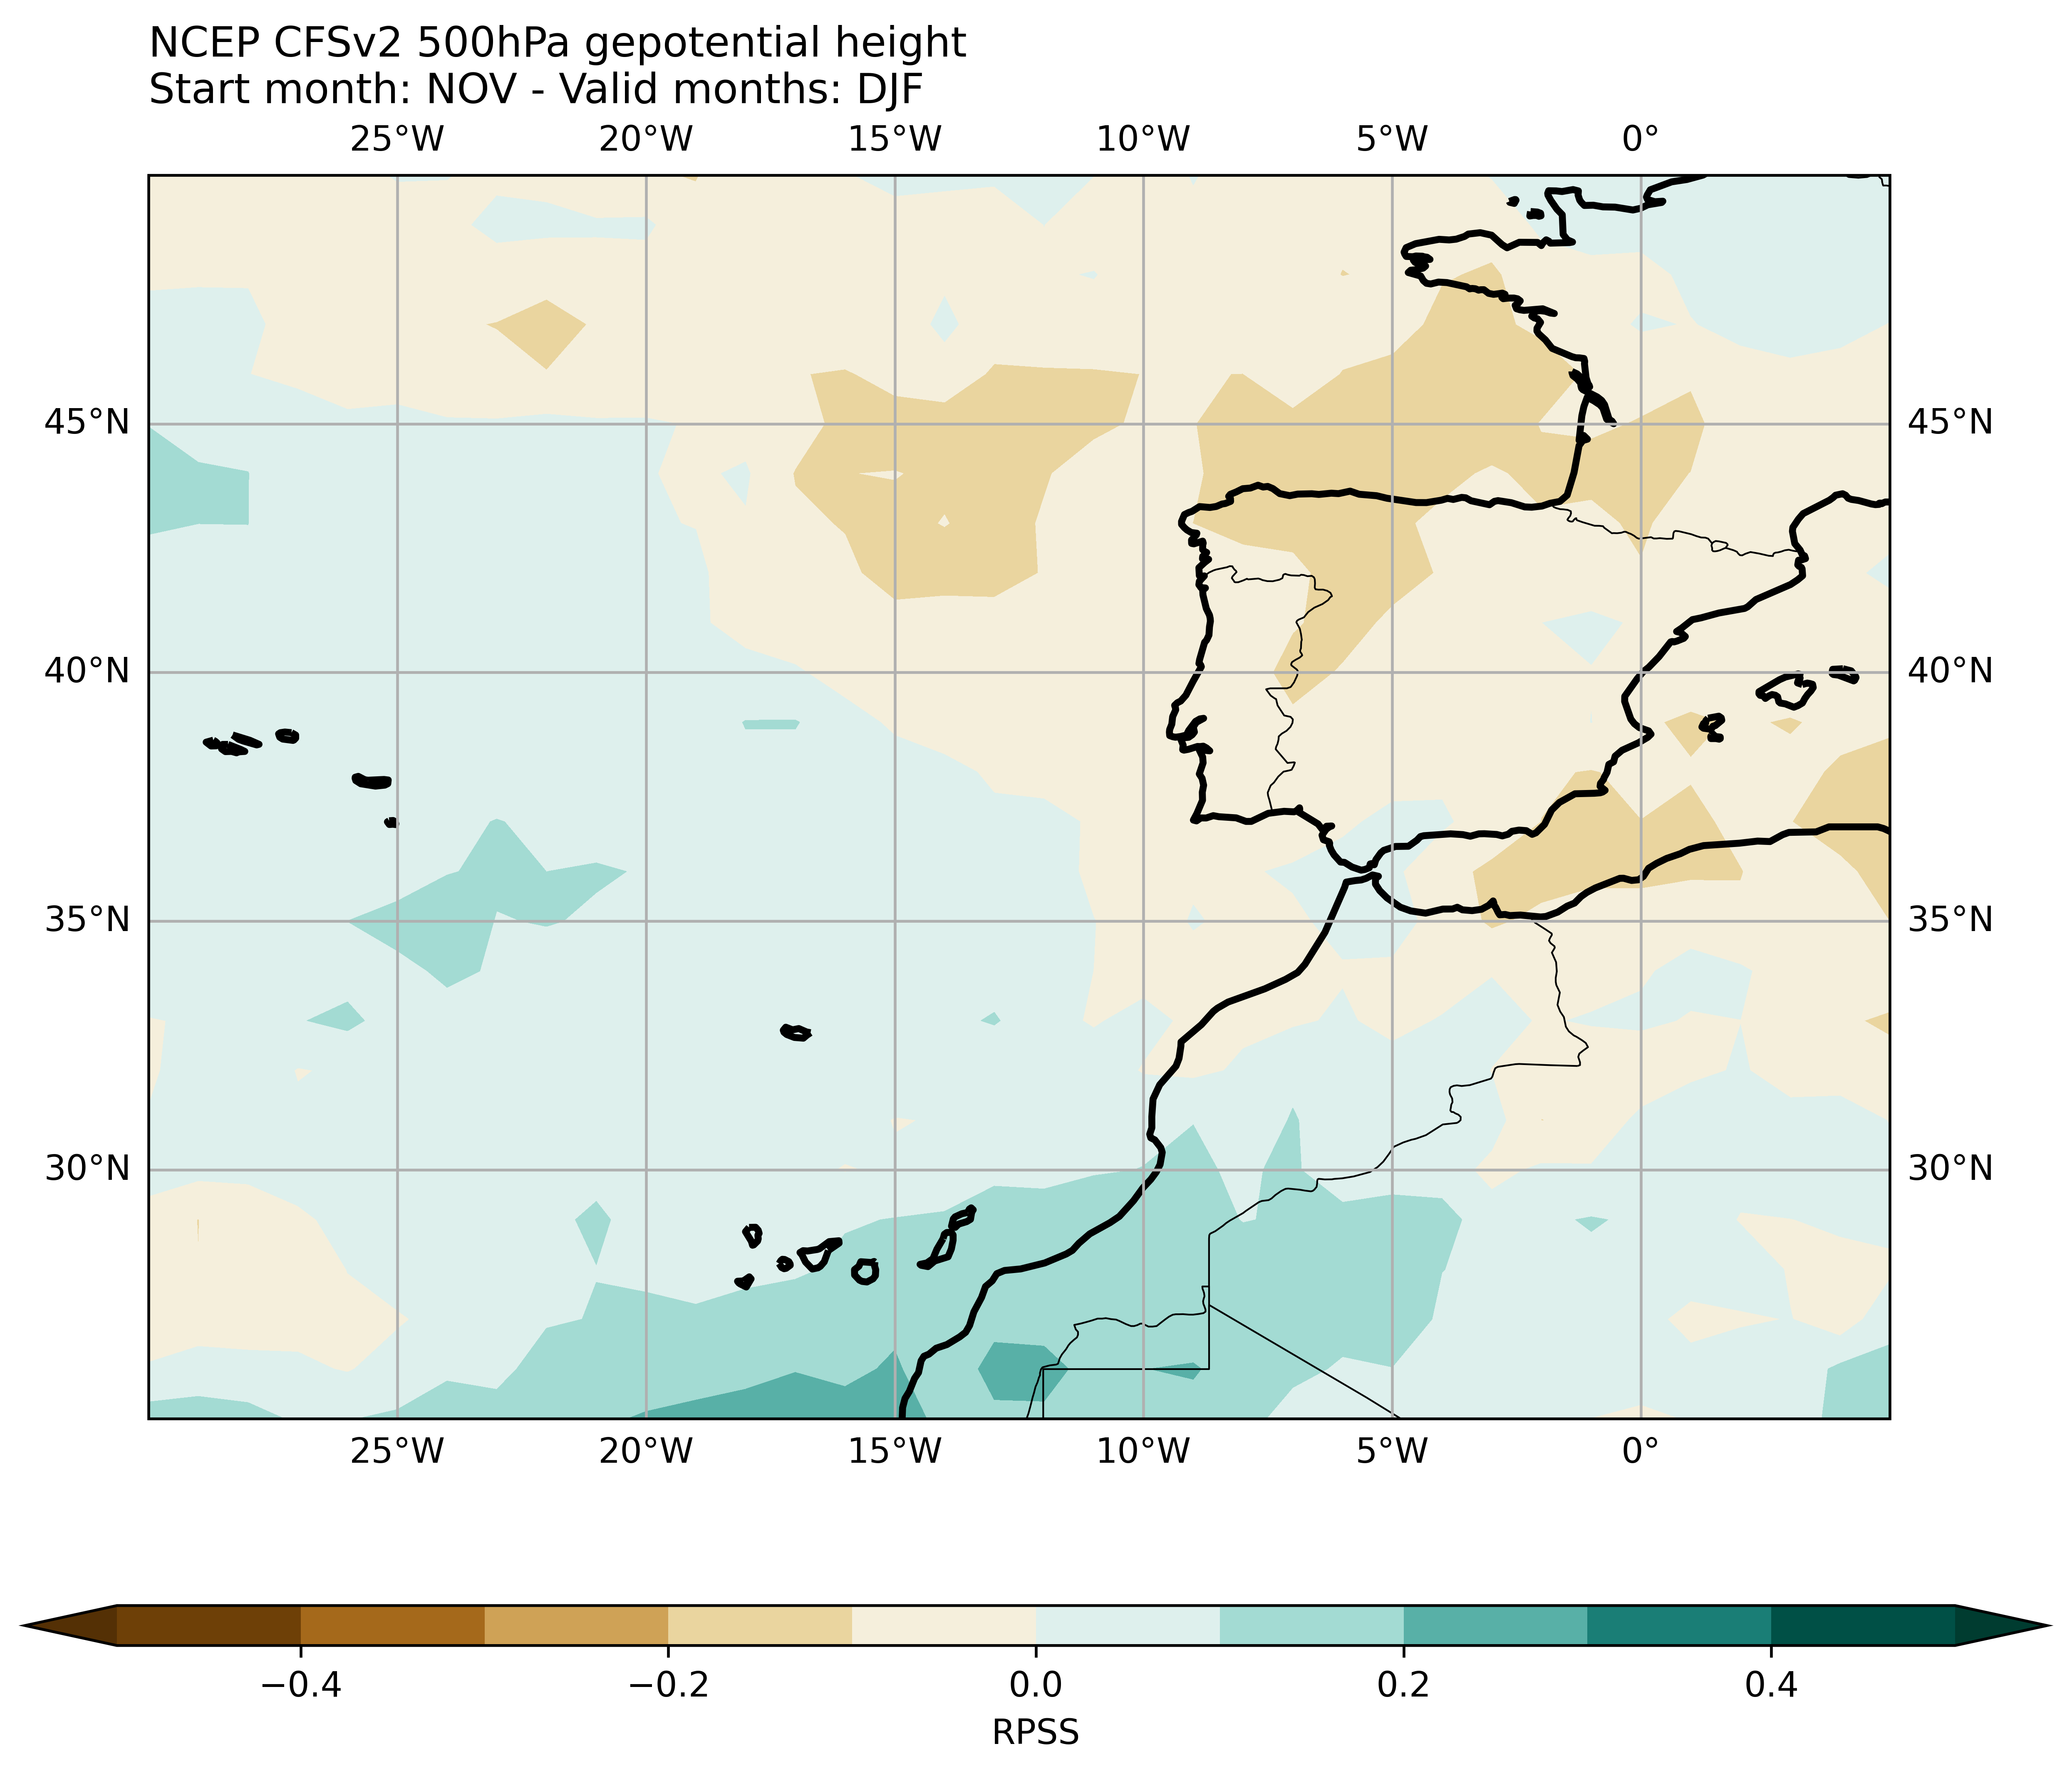 NCEP CFSv2 500hPa gepotential height
Start month: NOV - Valid months: DJF
25°W 20°W 15°W 10°W 5°W 0°
45°N 45°N
40°N 40°N
35°N 35°N
30°N 30°N
25°W 20°W 15°W 10°W 5°W 0°
−0.4 −0.2 0.0 0.2 0.4
RPSS